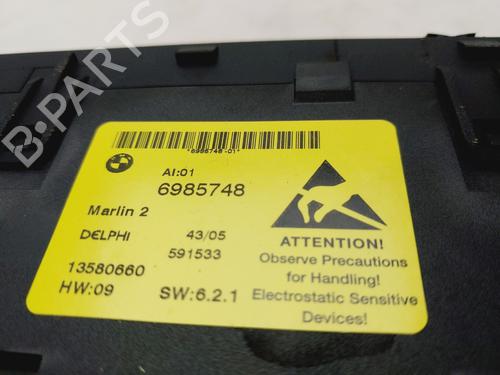 B-PARTS
*6985748-01*
AI:01
6985748
Marlin 2
DELPHI 43/05
591533
13580660
HW:09 SW:6.2.1
ATTENTION!
Observe Precautions
for Handling!
Electrostatic Sensitive
Devices!